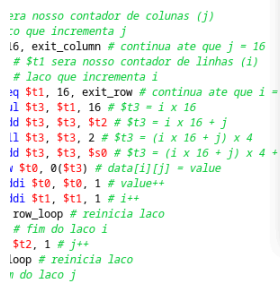 era nosso contador de colunas (j)
co que incrementa j
16, exit_column # continua ate que j = 16
# $t1 sera nosso contador de linhas (i)
# laco que incrementa i
eq $t1, 16, exit_row # continua ate que i =
ul $t3, $t1, 16 # $t3 = i x 16
dd $t3, $t3, $t2 # $t3 = i x 16 + j
ll $t3, $t3, 2 # $t3 = (i x 16 + j) x 4
dd $t3, $t3, $s0 # $t3 = (i x 16 + j) x 4 +
w $t0, 0($t3) # data[i][j] = value
ddi $t0, $t0, 1 # value++
ddi $t1, $t1, 1 # i++
row_loop # reinicia laco
# fim do laco i
$t2, 1 # j++
loop # reinicia laco
m do laco j